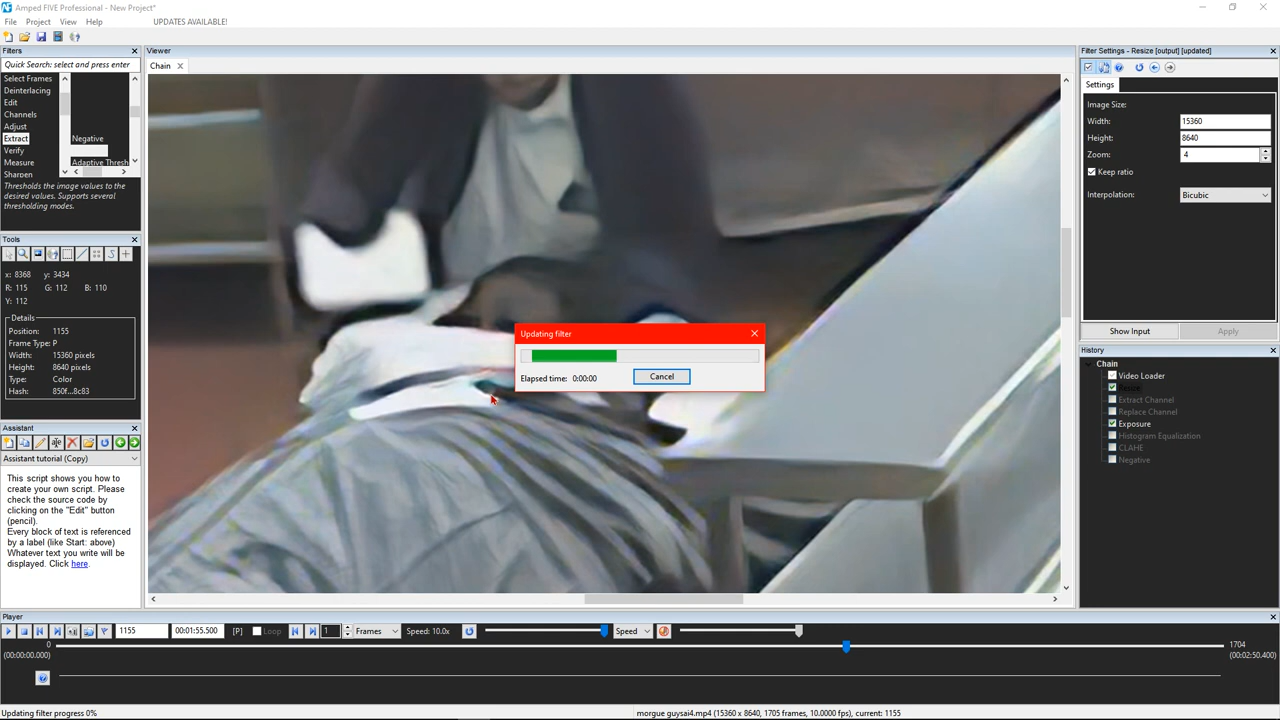 Amped FIVE Professional - New Project*
File Project View Help UPDATES AVAILABLE!
Filters
Quick Search: select and press enter
Select Frames
Deinterlacing
Edit
Channels
Adjust
Extract
Verify
Measure
Sharpen
Negative
Adaptive Thresh
Thresholds the image values to the
desired values. Supports several
thresholding modes.
Tools
x: 8368 y: 3434
R: 115 G: 112 B: 110
Y: 112
Details
Position: 1155
Frame Type: P
Width: 15360 pixels
Height: 8640 pixels
Type: Color
Hash: 850f...8c83
Assistant
Assistant tutorial (Copy)
This script shows you how to
create your own script. Please
check the source code by
clicking on the "Edit" button
(pencil).
Every block of text is referenced
by a label (like Start: above)
Whatever text you write will be
displayed. Click here.
Viewer
Chain
Updating filter
Elapsed time: 0:00:00
Cancel
Filter Settings - Resize [output] [updated]
Settings
Image Size:
Width: 15360
Height: 8640
Zoom: 4
Keep ratio
Interpolation: Bicubic
Show Input Apply
History
Chain
Video Loader
Resize
Extract Channel
Replace Channel
Exposure
Histogram Equalization
CLAHE
Negative
Player
1155 00:01:55.500 [P] Loop 1 Frames Speed: 10.0x Speed
0 1704
(00:00:00.000) (00:02:50.400)
Updating filter progress 0% morgue guysai4.mp4 (15360 x 8640, 1705 frames, 10.0000 fps), current: 1155